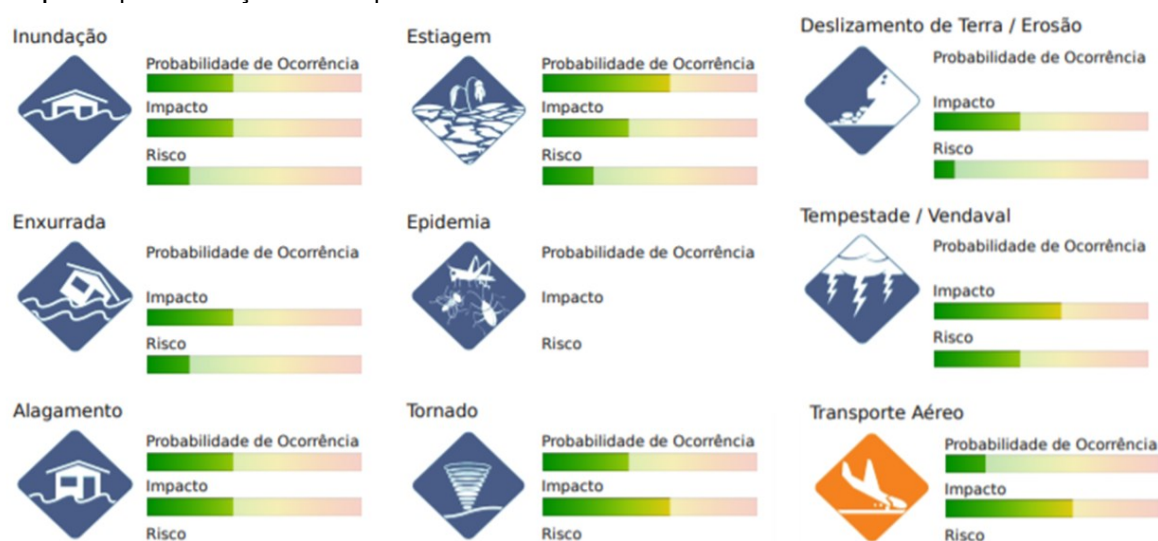 Inundação
Probabilidade de Ocorrência
Impacto
Risco
Estiagem
Probabilidade de Ocorrência
Impacto
Risco
Deslizamento de Terra / Erosão
Probabilidade de Ocorrência
Impacto
Risco
Enxurrada
Probabilidade de Ocorrência
Impacto
Risco
Epidemia
Probabilidade de Ocorrência
Impacto
Risco
Tempestade / Vendaval
Probabilidade de Ocorrência
Impacto
Risco
Alagamento
Probabilidade de Ocorrência
Impacto
Risco
Tornado
Probabilidade de Ocorrência
Impacto
Risco
Transporte Aéreo
Probabilidade de Ocorrência
Impacto
Risco